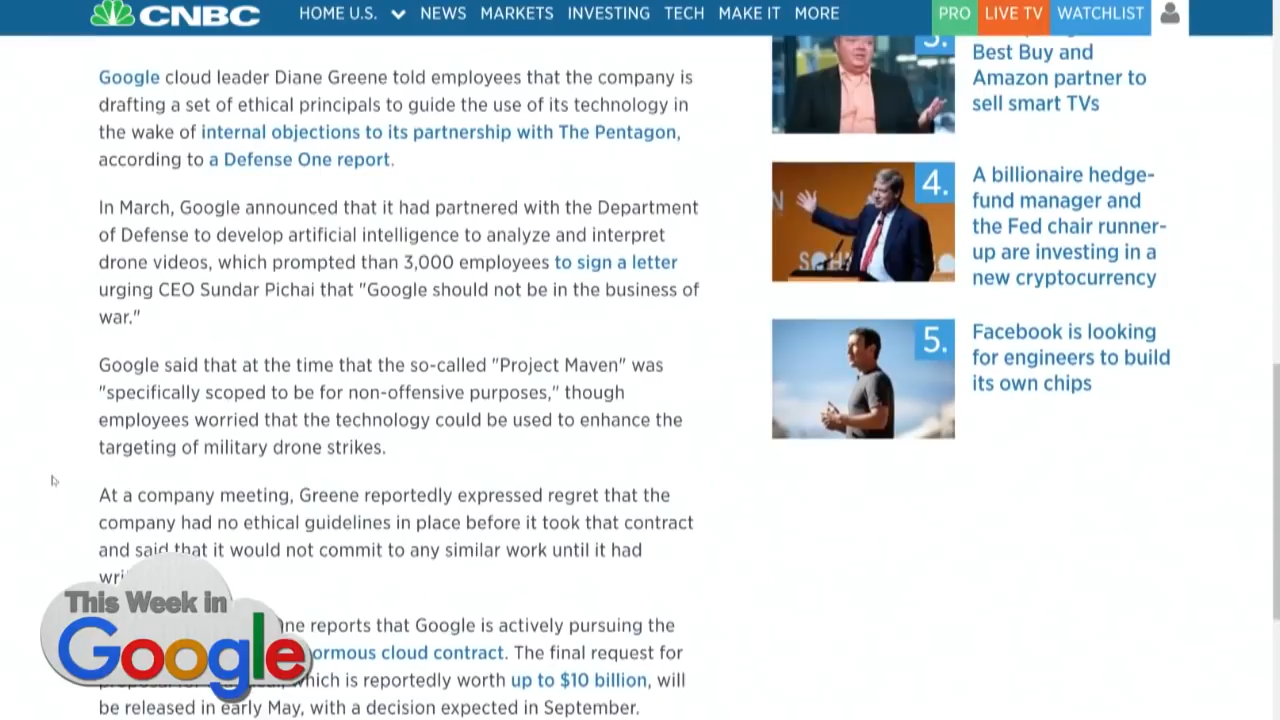 CNBC
HOME U.S. NEWS MARKETS INVESTING TECH MAKE IT MORE PRO LIVE TV WATCHLIST
Google cloud leader Diane Greene told employees that the company is
drafting a set of ethical principals to guide the use of its technology in
the wake of internal objections to its partnership with The Pentagon,
according to a Defense One report.
In March, Google announced that it had partnered with the Department
of Defense to develop artificial intelligence to analyze and interpret
drone videos, which prompted than 3,000 employees to sign a letter
urging CEO Sundar Pichai that "Google should not be in the business of
war."
Google said that at the time that the so-called "Project Maven" was
"specifically scoped to be for non-offensive purposes," though
employees worried that the technology could be used to enhance the
targeting of military drone strikes.
At a company meeting, Greene reportedly expressed regret that the
company had no ethical guidelines in place before it took that contract
and said that it would not commit to any similar work until it had
reports that Google is actively pursuing the
cloud contract. The final request for
which is reportedly worth up to $10 billion, will
be released in early May, with a decision expected in September.
3.
Best Buy and
Amazon partner to
sell smart TVs
4.
A billionaire hedge-
fund manager and
the Fed chair runner-
up are investing in a
new cryptocurrency
5.
Facebook is looking
for engineers to build
its own chips
This Week in
Google